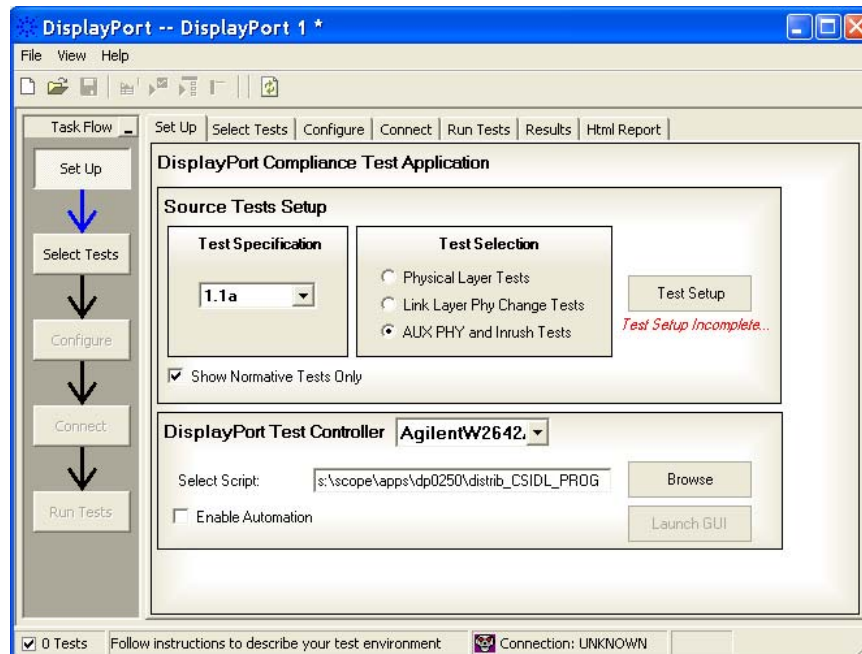 DisplayPort -- DisplayPort 1 *
File View Help
Task Flow
Set Up
Select Tests
Configure
Connect
Run Tests
Set Up Select Tests Configure Connect Run Tests Results Html Report
DisplayPort Compliance Test Application
Source Tests Setup
Test Specification
1.1a
Test Selection
Physical Layer Tests
Link Layer Phy Change Tests
AUX PHY and Inrush Tests
Test Setup
Test Setup Incomplete...
Show Normative Tests Only
DisplayPort Test Controller AgilentW2642
Select Script: s:\scope\apps\dp0250\distrib_CSIDL_PROG Browse
Enable Automation Launch GUI
0 Tests Follow instructions to describe your test environment Connection: UNKNOWN